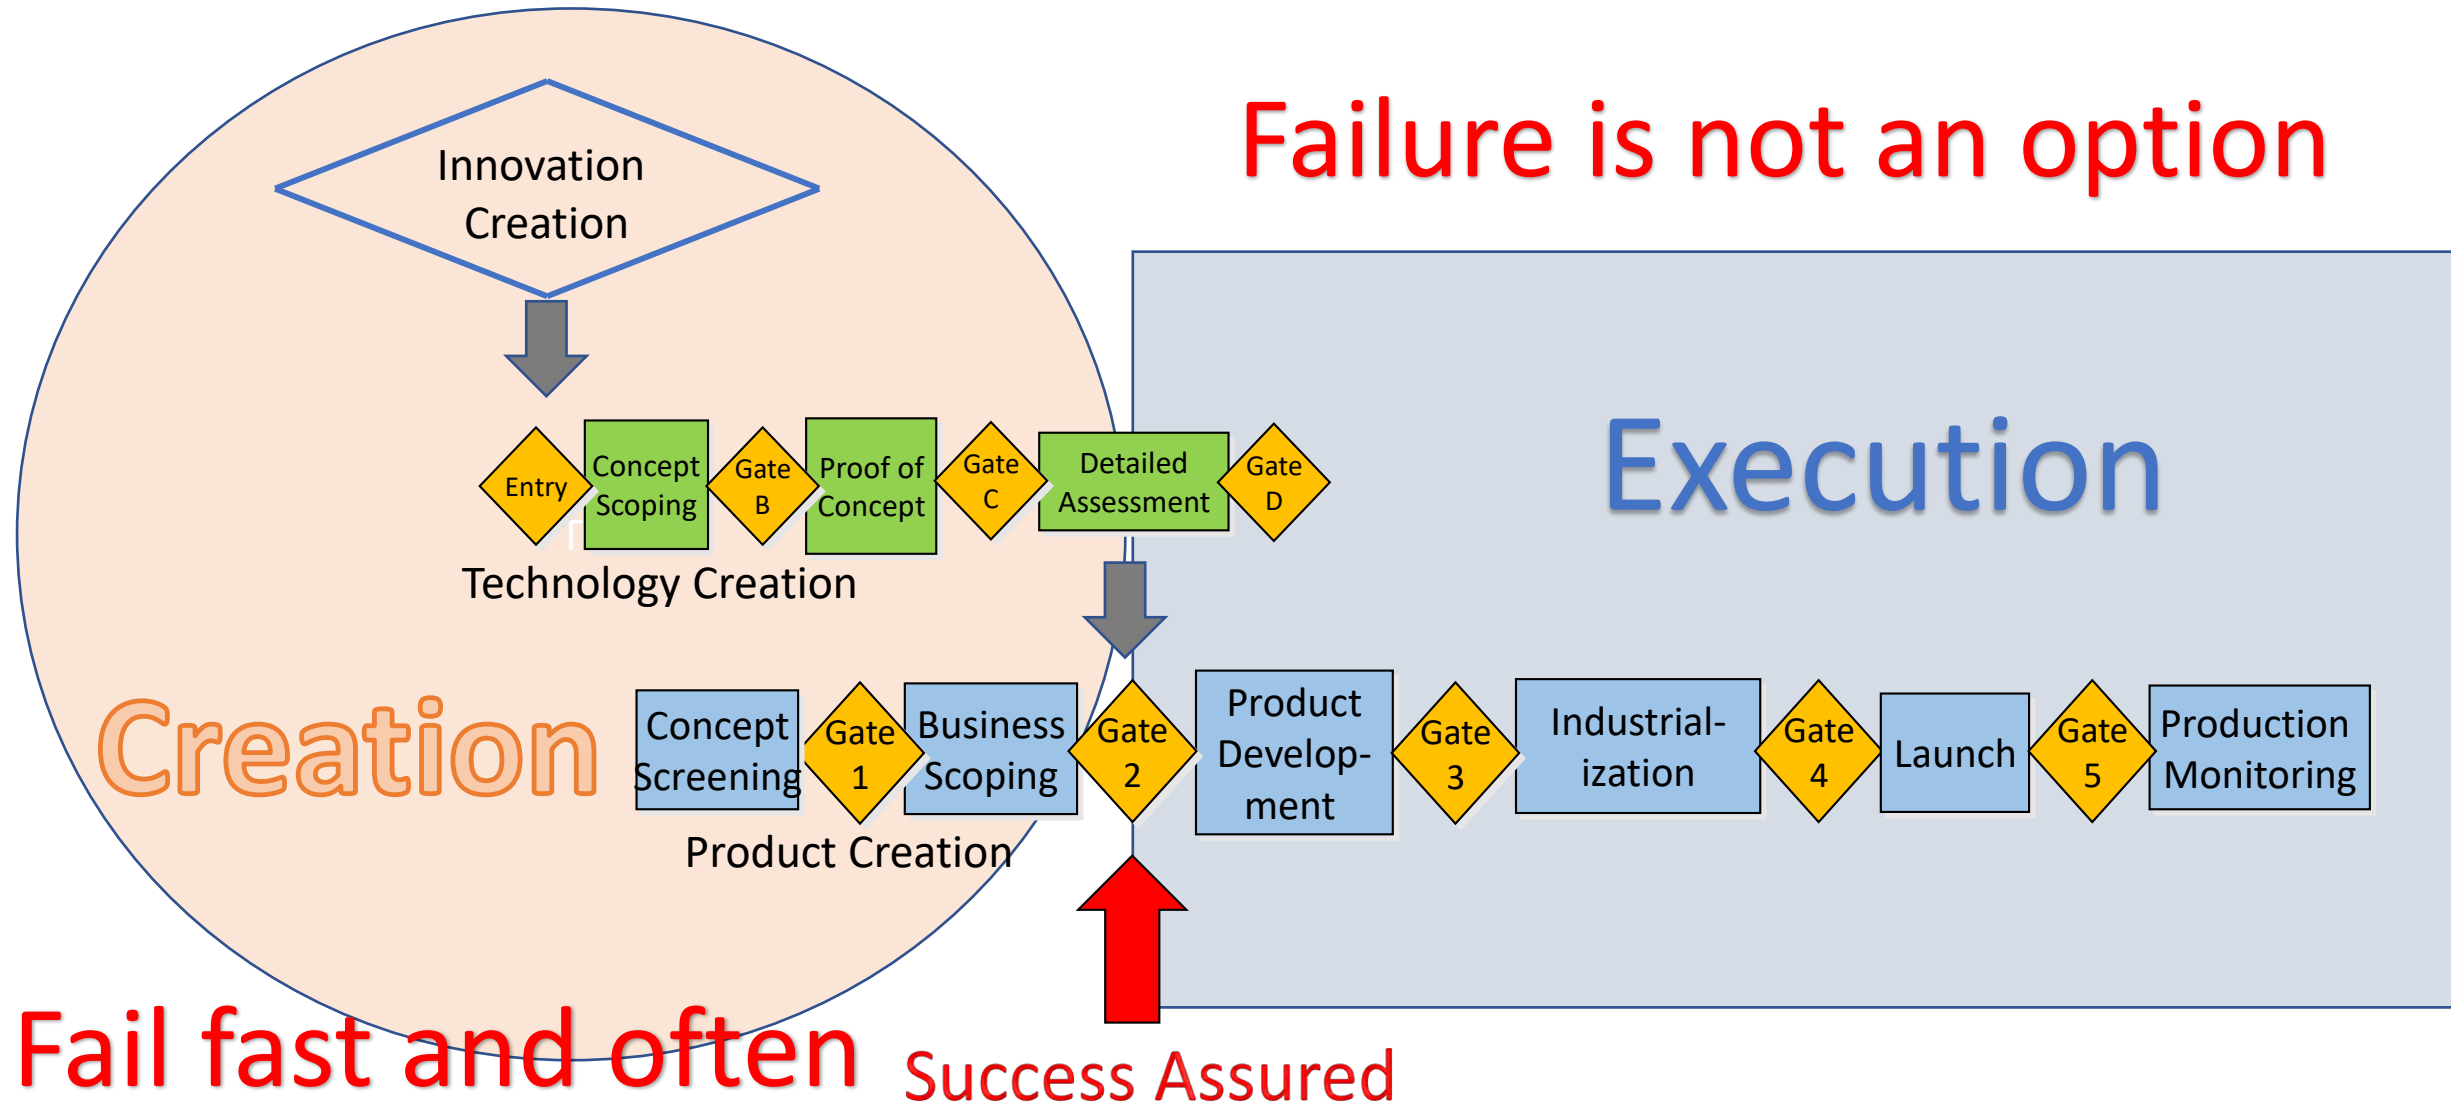 Failure is not an option
Innovation
Creation
Execution
Entry
Concept
Scoping
Gate
B
Proof of
Concept
Gate
C
Detailed
Assessment
Gate
D
Technology Creation
Creation
Concept
Screening
Gate
1
Business
Scoping
Gate
2
Product
Develop-
ment
Gate
3
Industrial-
ization
Gate
4
Launch
Gate
5
Production
Monitoring
Product Creation
Fail fast and often
Success Assured